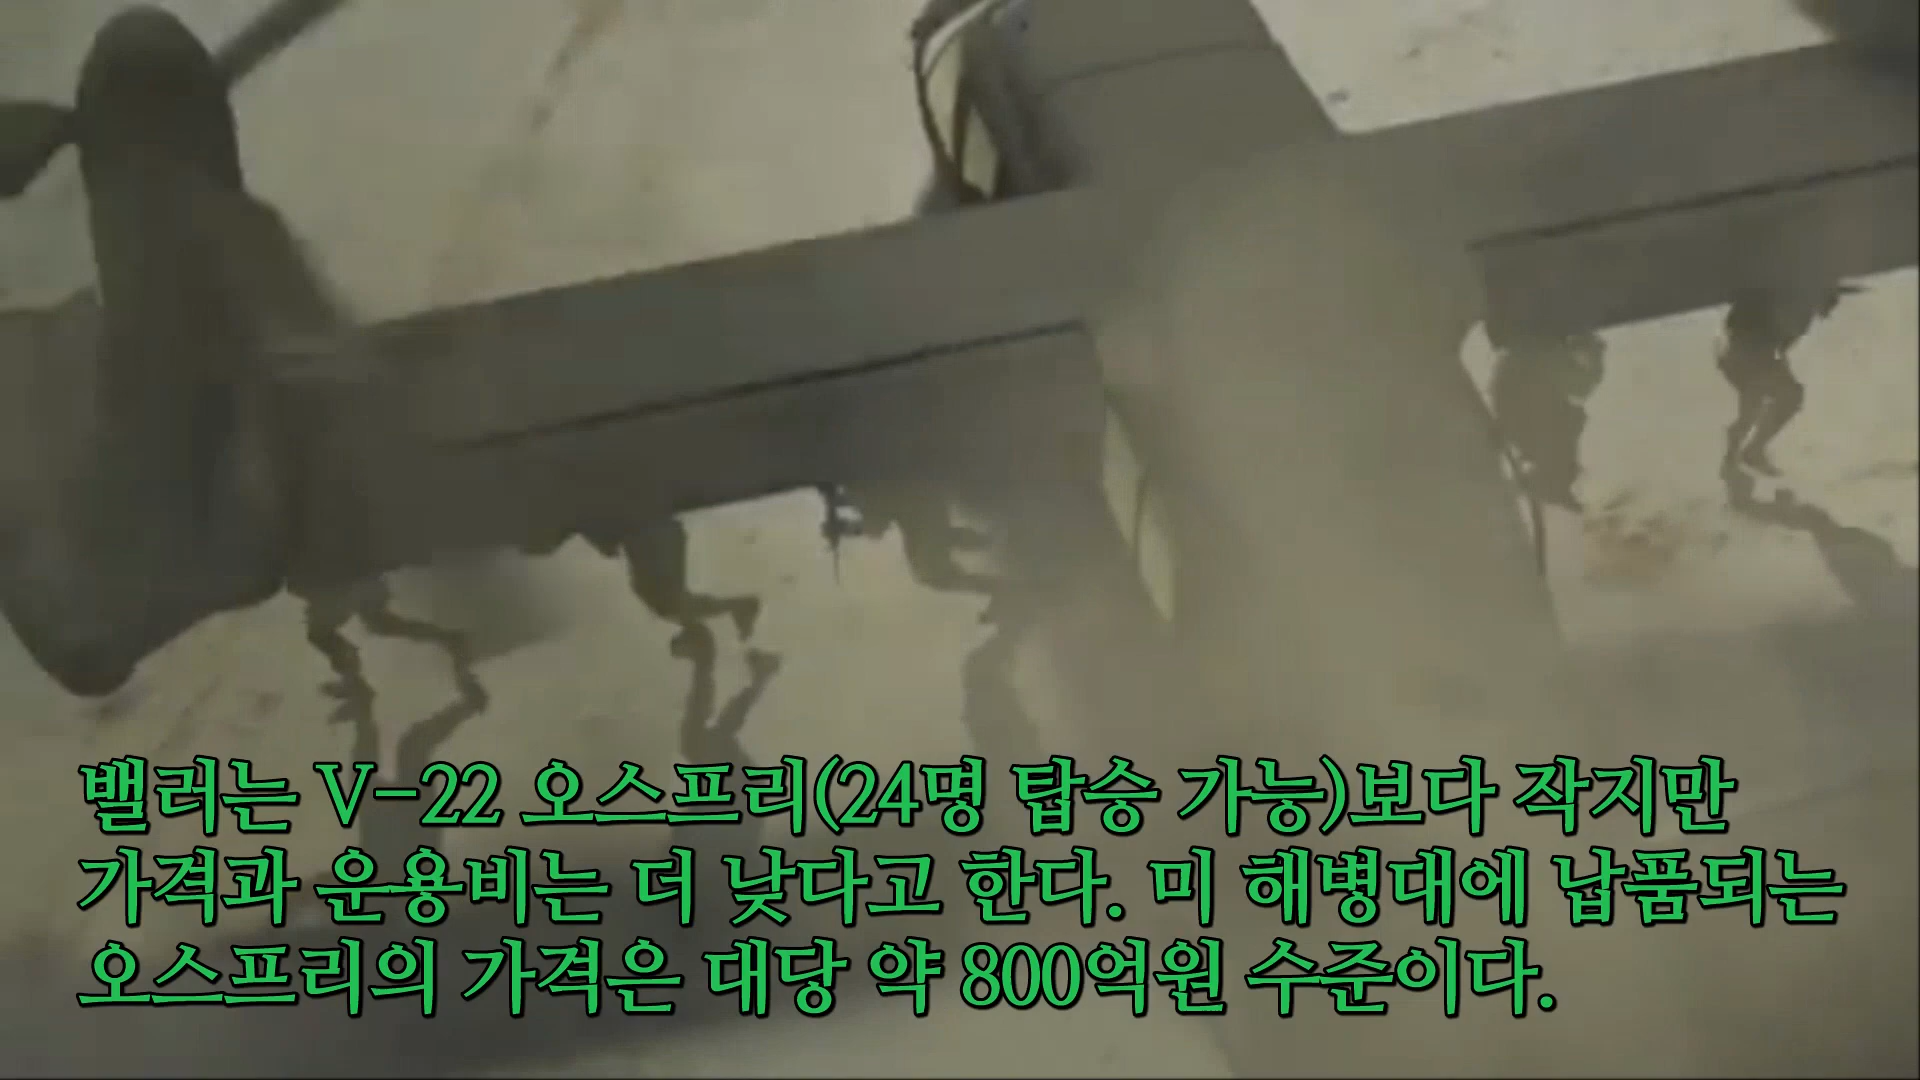 밸러는 V-22 오스프리(24명 탑승 가능)보다 작지만
가격과 운용비는 더 낮다고 한다. 미 해병대에 납품되는
오스프리의 가격은 대당 약 800억원 수준이다.